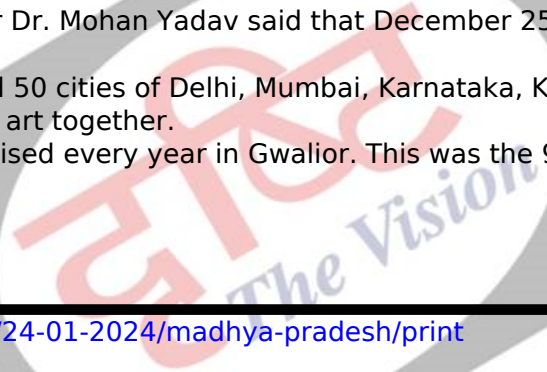 r Dr. Mohan Yadav said that December 25
50 cities of Delhi, Mumbai, Karnataka, K
art together.
ised every year in Gwalior. This was the 9
दृष्टि
The Vision
/24-01-2024/madhya-pradesh/print